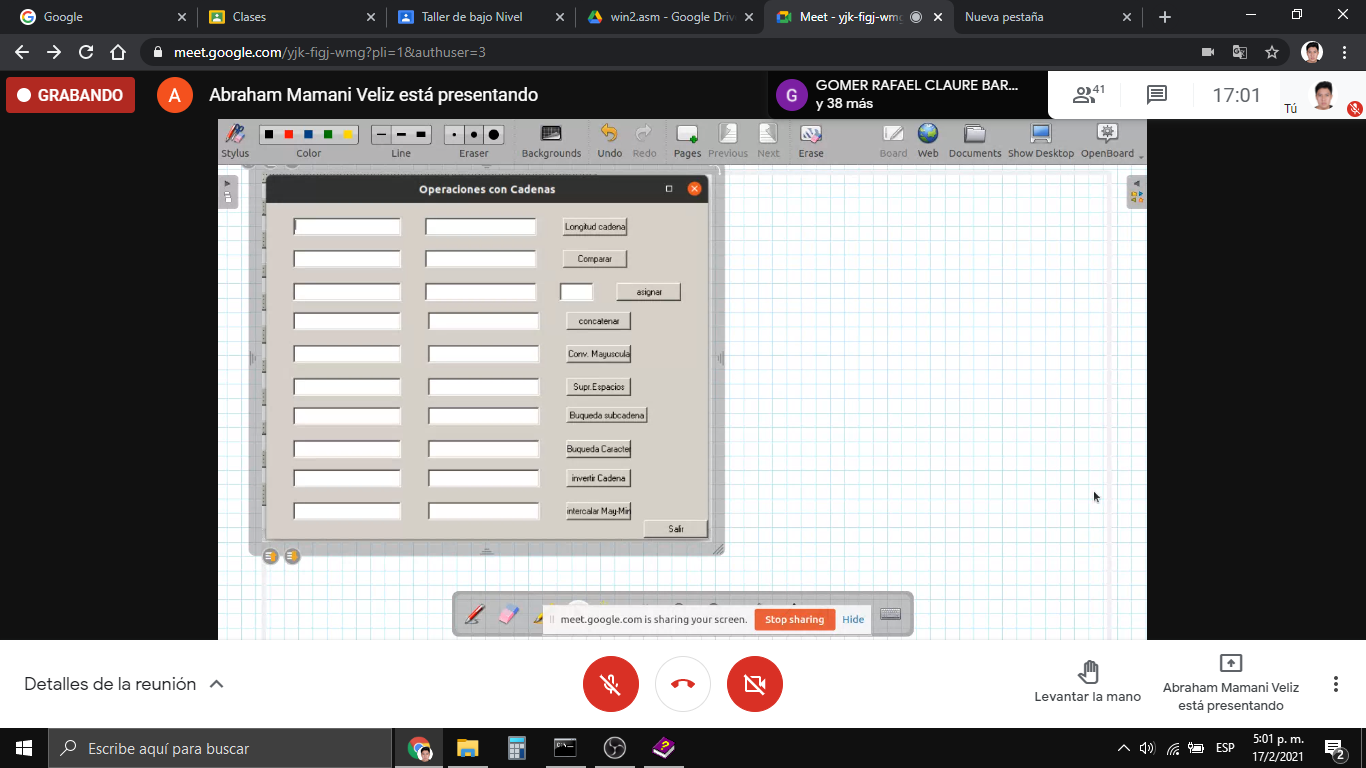 Google
Clases
Taller de bajo Nivel
win2.asm - Google Driv
Meet - yjk-figj-wmg
Nueva pestaña
meet.google.com/yjk-figj-wmg?pli=1&authuser=3
GRABANDO
A
Abraham Mamani Veliz está presentando
G
GOMER RAFAEL CLAURE BAR...
y 38 más
41
17:01
Tú
Stylus
Color
Line
Eraser
Backgrounds
Undo
Redo
Pages
Previous
Next
Erase
Board
Web
Documents
Show Desktop
OpenBoard
Operaciones con Cadenas
Longitud cadena
Comparar
asignar
concatenar
Conv. Mayuscula
Supr.Espacios
Buqueda subcadena
Buqueda Caracter
invertir Cadena
intercalar May-Min
Salir
meet.google.com is sharing your screen.
Stop sharing
Hide
Detalles de la reunión
Levantar la mano
Abraham Mamani Veliz
está presentando
Escribe aquí para buscar
ESP
5:01 p. m.
17/2/2021
2